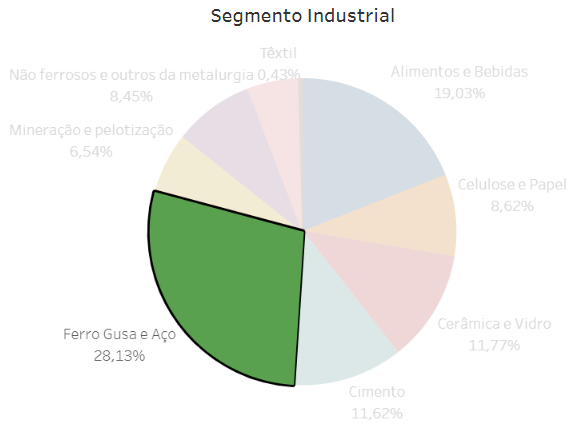 Segmento Industrial
Têxtil
0,43%
Alimentos e Bebidas
19,03%
Celulose e Papel
8,62%
Cerâmica e Vidro
11,77%
Cimento
11,62%
Ferro Gusa e Aço
28,13%
Mineração e pelotização
6,54%
Não ferrosos e outros da metalurgia
8,45%